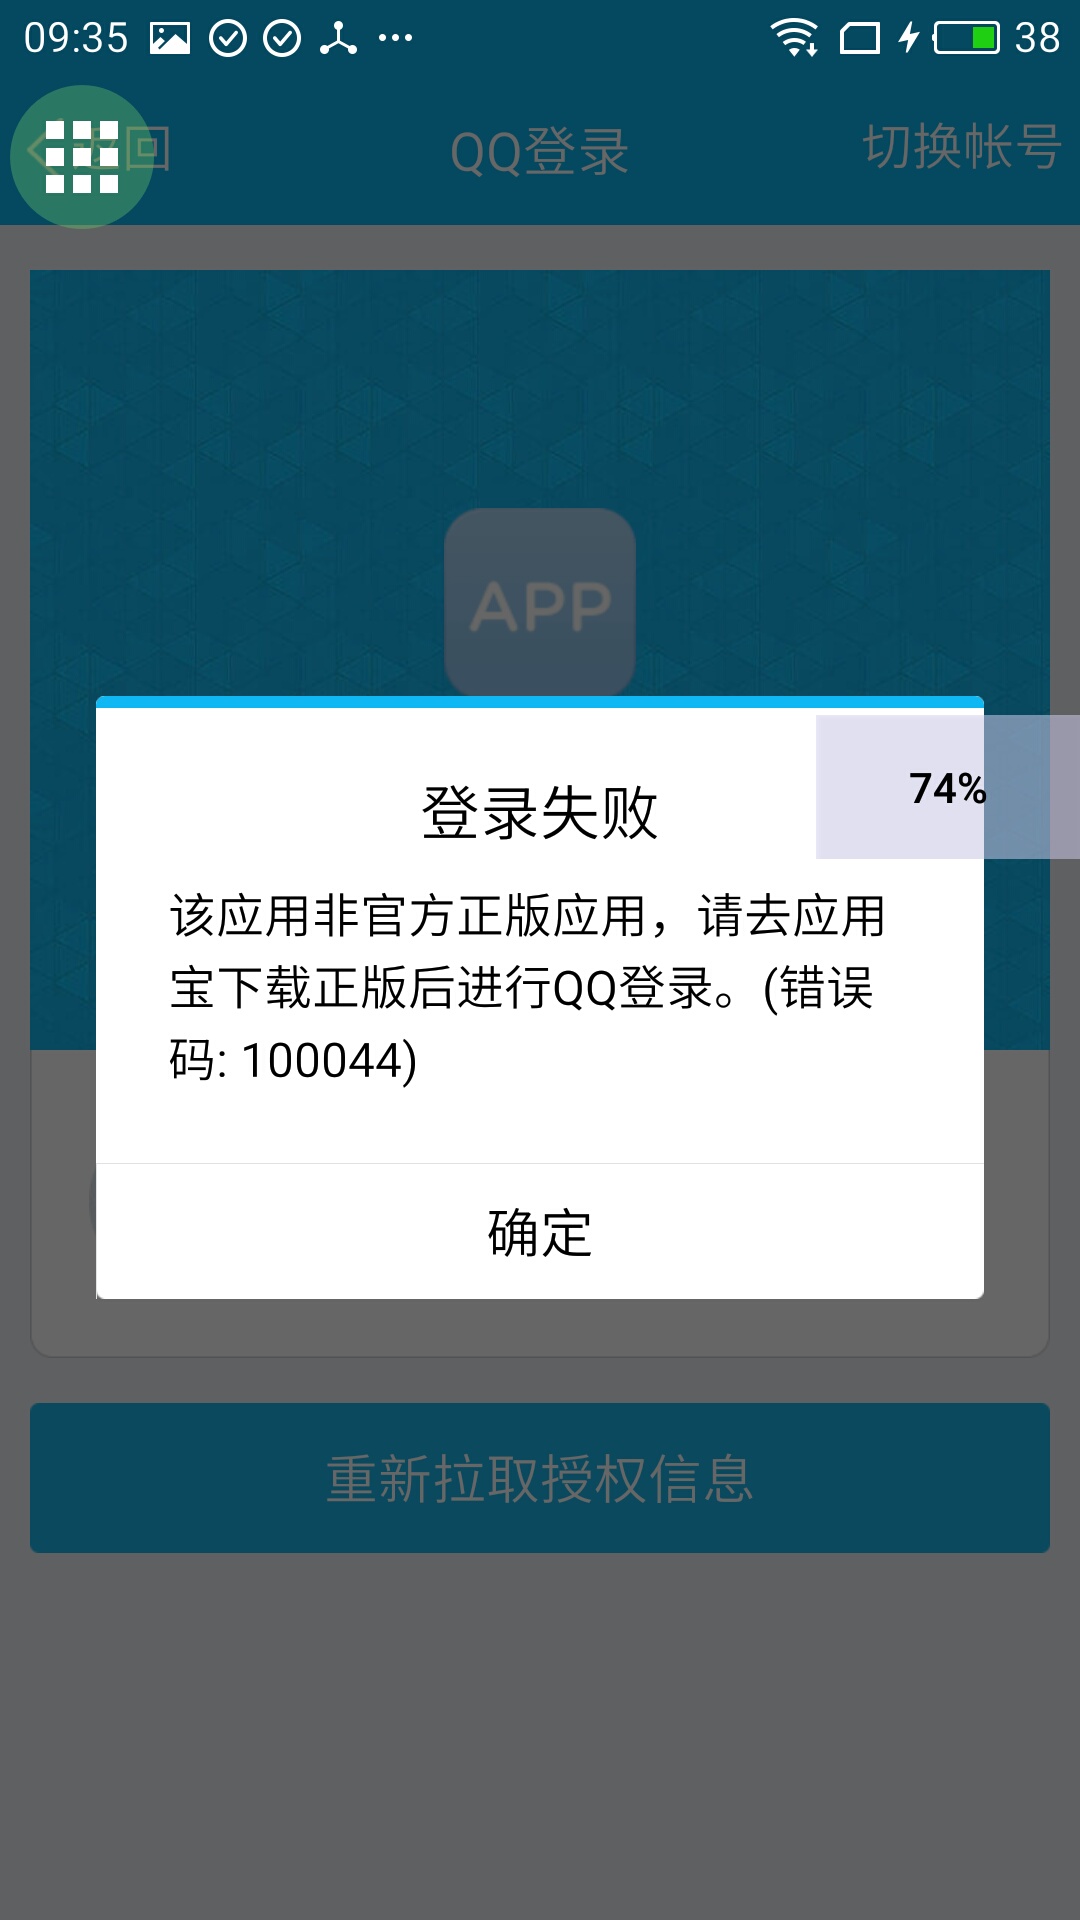 09:35
38
返回
QQ登录
切换帐号
APP
74%
登录失败
该应用非官方正版应用，请去应用
宝下载正版后进行QQ登录。(错误
码: 100044)
确定
重新拉取授权信息